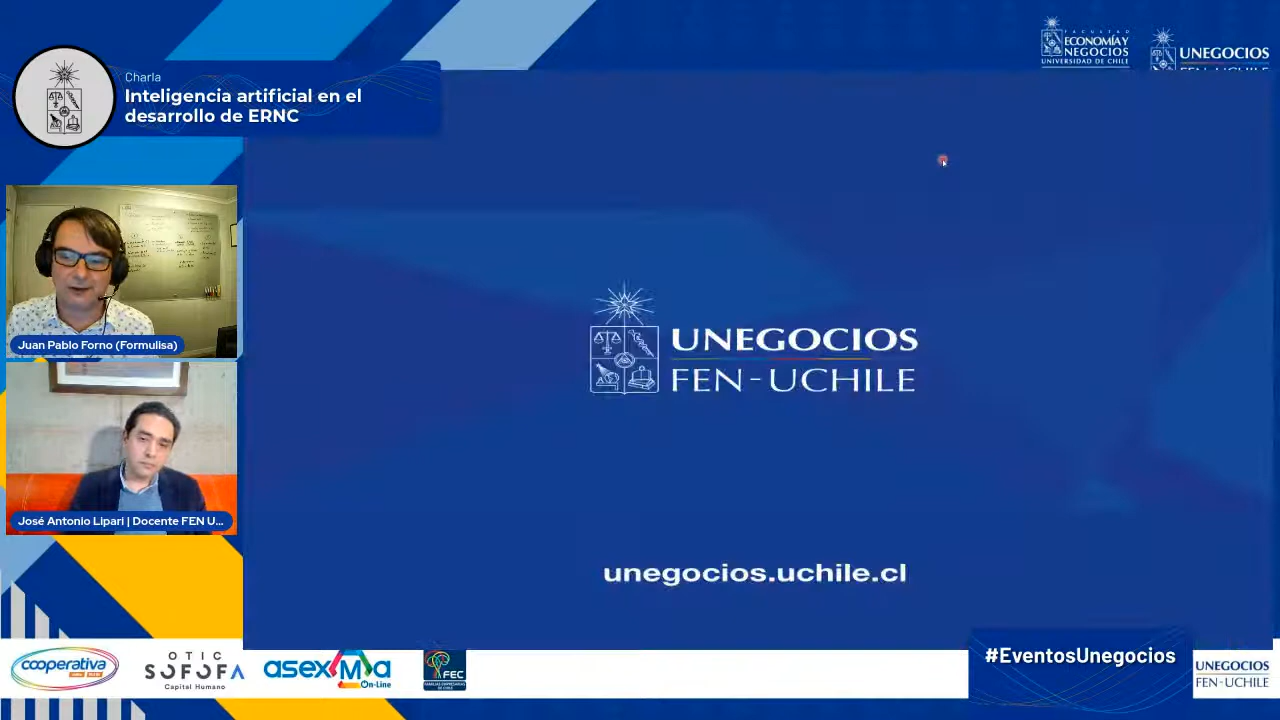 FACULTAD
ECONOMÍA Y
NEGOCIOS
UNIVERSIDAD DE CHILE
UNEGOCIOS
FEN-UCHILE
Charla
Inteligencia artificial en el
desarrollo de ERNC
Juan Pablo Forno (Formulisa)
José Antonio Lipari | Docente FEN U...
UNEGOCIOS
FEN-UCHILE
unegocios.uchile.cl
#EventosUnegocios
cooperativa
OTIC
SOFOFA
Capital Humano
asexma
On-Line
FEC
UNEGOCIOS
FEN-UCHILE